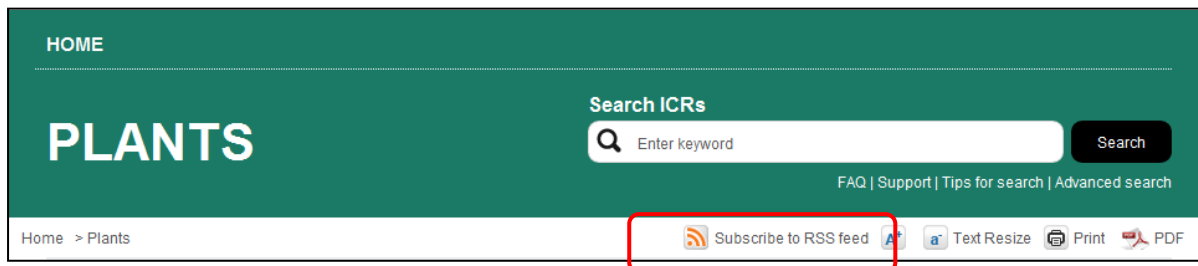 HOME
Search ICRs
PLANTS
Enter keyword
Search
FAQ | Support | Tips for search | Advanced search
Home > Plants
Subscribe to RSS feed A+ a- Text Resize Print PDF